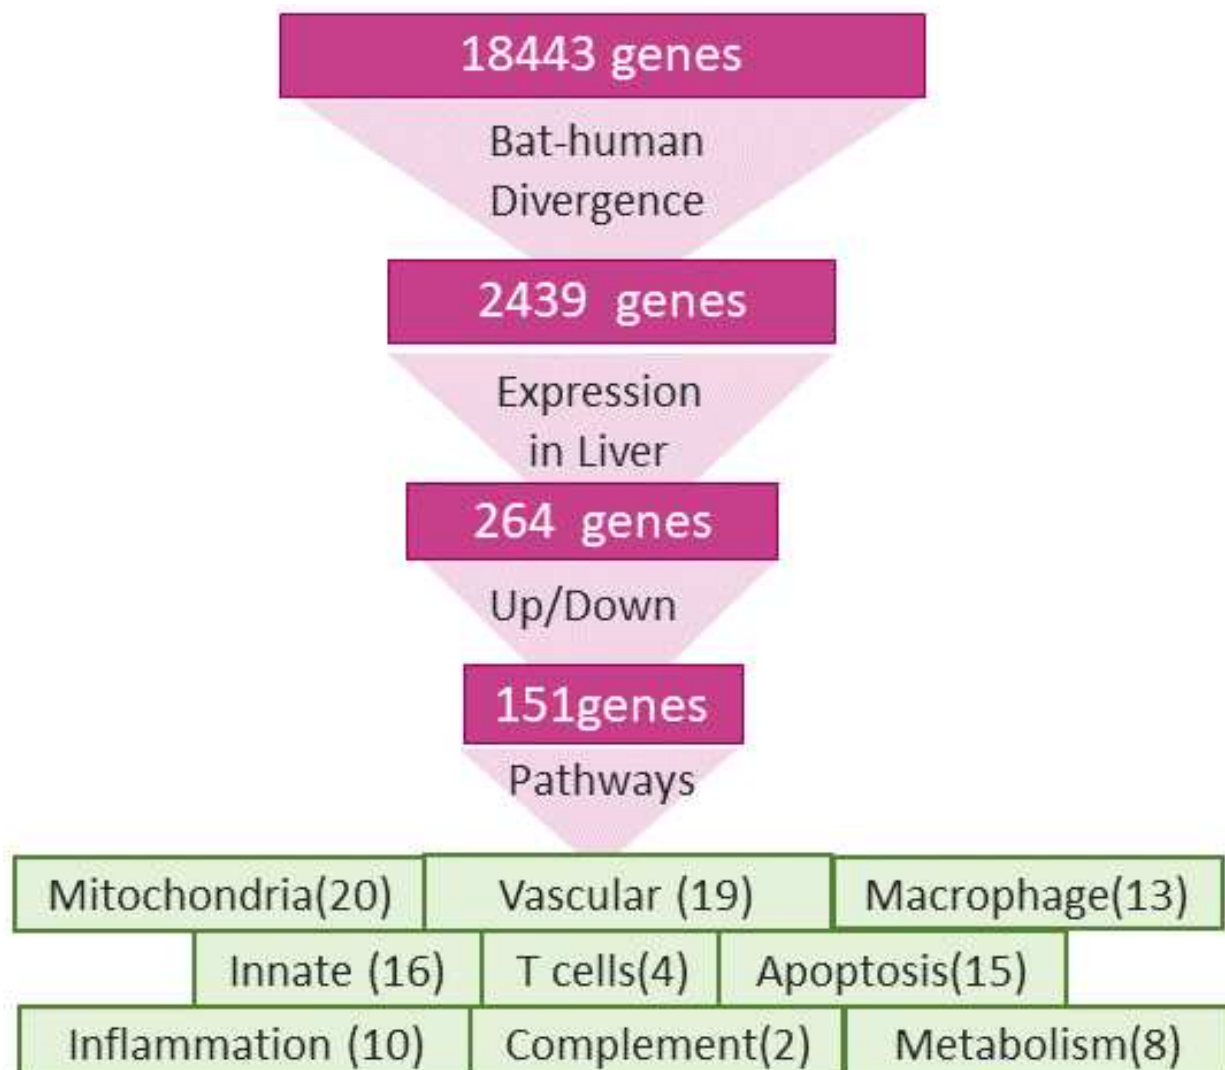 18443 genes
Bat-human
Divergence
2439 genes
Expression
in Liver
264 genes
Up/Down
151genes
Pathways
Mitochondria(20) Vascular (19) Macrophage(13)
Innate (16) T cells(4) Apoptosis(15)
Inflammation (10) Complement(2) Metabolism(8)